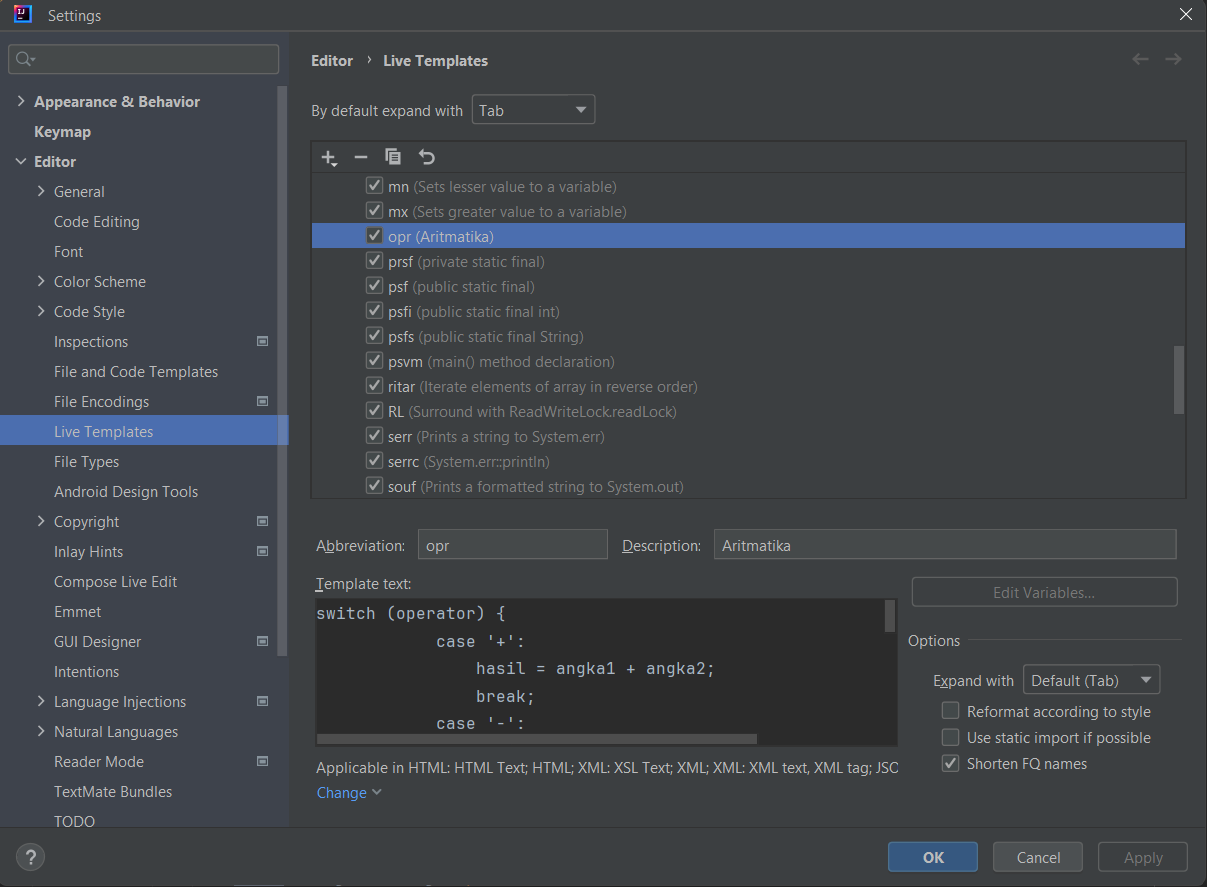 Settings
Appearance & Behavior
Keymap
Editor
General
Code Editing
Font
Color Scheme
Code Style
Inspections
File and Code Templates
File Encodings
Live Templates
File Types
Android Design Tools
Copyright
Inlay Hints
Compose Live Edit
Emmet
GUI Designer
Intentions
Language Injections
Natural Languages
Reader Mode
TextMate Bundles
TODO
Editor › Live Templates
By default expand with Tab
mn (Sets lesser value to a variable)
mx (Sets greater value to a variable)
opr (Aritmatika)
prsf (private static final)
psf (public static final)
psfi (public static final int)
psfs (public static final String)
psvm (main() method declaration)
ritar (Iterate elements of array in reverse order)
RL (Surround with ReadWriteLock.readLock)
serr (Prints a string to System.err)
serrc (System.err::println)
souf (Prints a formatted string to System.out)
Abbreviation: opr Description: Aritmatika
Template text:
switch (operator) {
case '+':
hasil = angka1 + angka2;
break;
case '-':
Applicable in HTML: HTML Text; HTML; XML: XSL Text; XML; XML: XML text, XML tag; JSO
Change
Edit Variables...
Options
Expand with Default (Tab)
Reformat according to style
Use static import if possible
Shorten FQ names
?
OK Cancel Apply